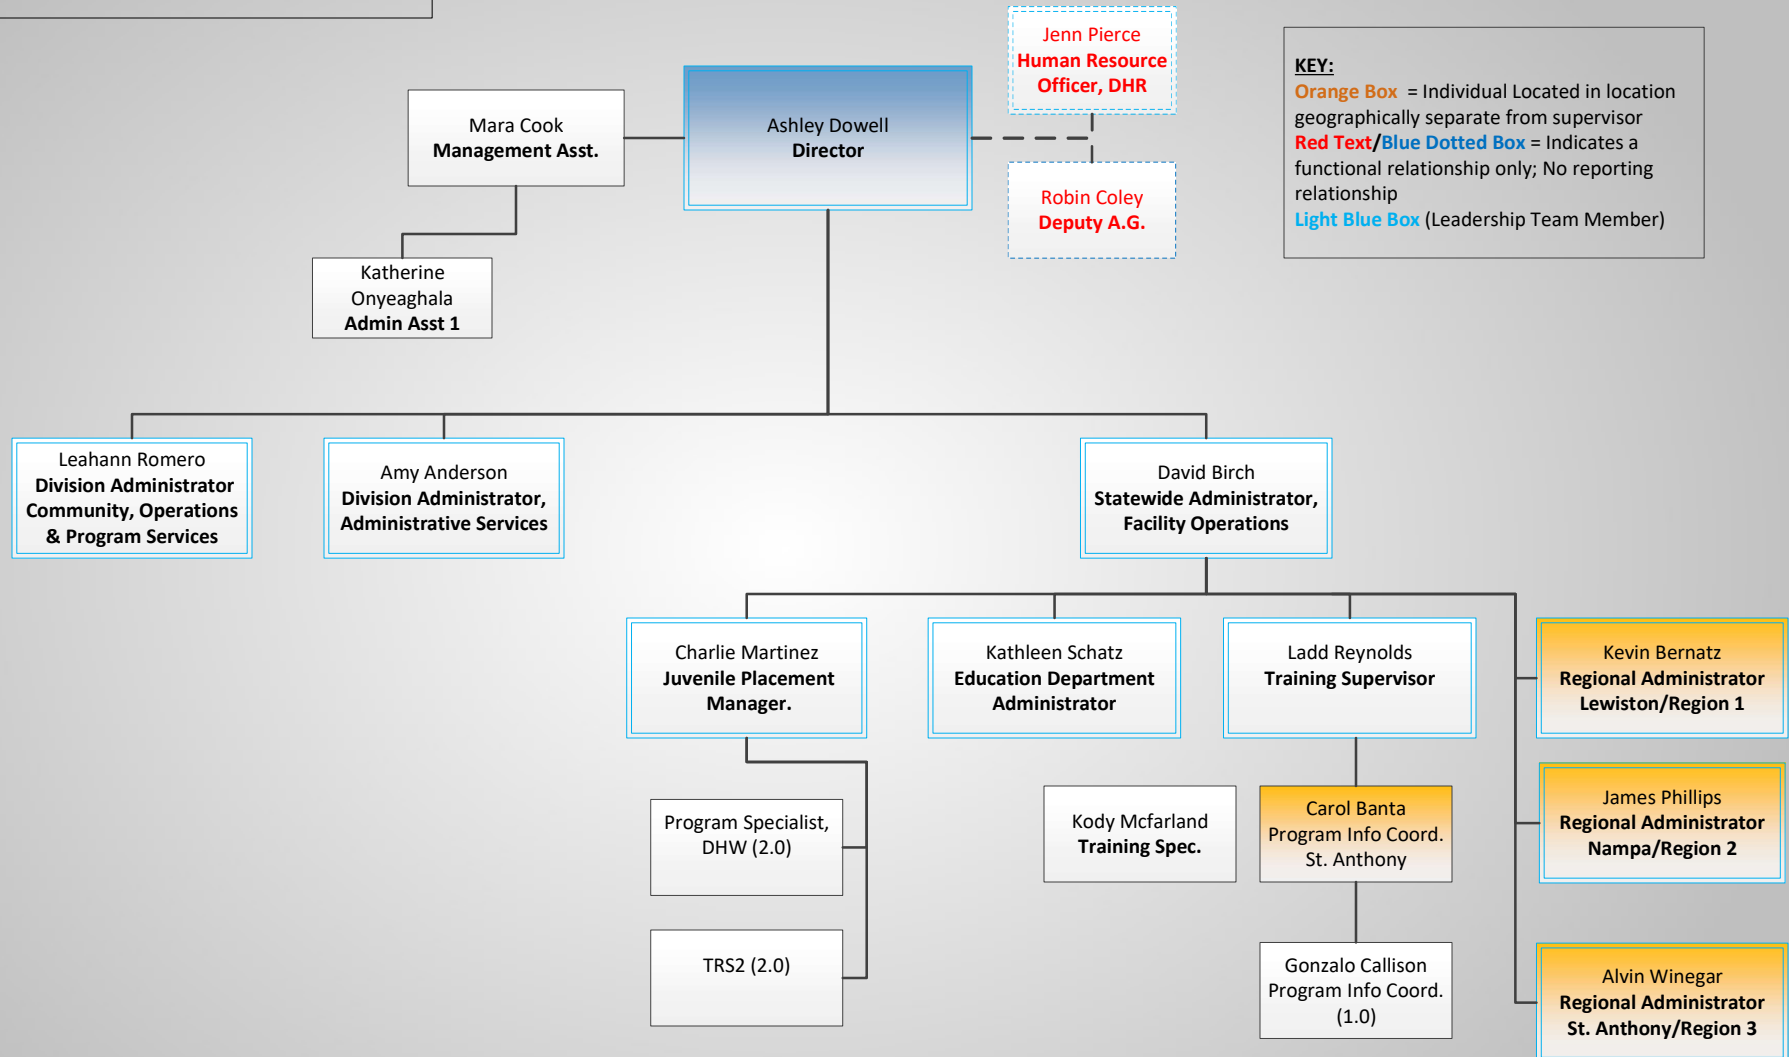 Jenn Pierce
Human Resource
Officer, DHR
KEY:
Orange Box = Individual Located in location
geographically separate from supervisor
Red Text/Blue Dotted Box = Indicates a
functional relationship only; No reporting
relationship
Light Blue Box (Leadership Team Member)
Mara Cook
Management Asst.
Ashley Dowell
Director
Robin Coley
Deputy A.G.
Katherine
Onyeaghala
Admin Asst 1
Leahann Romero
Division Administrator
Community, Operations
& Program Services
Amy Anderson
Division Administrator,
Administrative Services
David Birch
Statewide Administrator,
Facility Operations
Charlie Martinez
Juvenile Placement
Manager.
Kathleen Schatz
Education Department
Administrator
Ladd Reynolds
Training Supervisor
Kevin Bernatz
Regional Administrator
Lewiston/Region 1
Program Specialist,
DHW (2.0)
Kody Mcfarland
Training Spec.
Carol Banta
Program Info Coord.
St. Anthony
James Phillips
Regional Administrator
Nampa/Region 2
TRS2 (2.0)
Gonzalo Callison
Program Info Coord.
(1.0)
Alvin Winegar
Regional Administrator
St. Anthony/Region 3